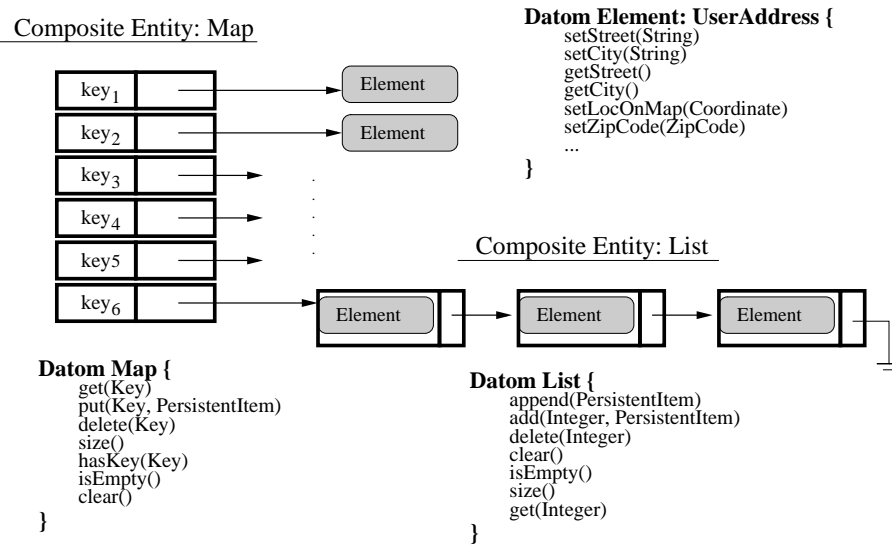 Composite Entity: Map
key1
Element
key2
Element
key3
key4
key5
key6
Datom Element: UserAddress {
setStreet(String)
setCity(String)
getStreet()
getCity()
setLocOnMap(Coordinate)
setZipCode(ZipCode)
...
}
Composite Entity: List
Element
Element
Element
Datom Map {
get(Key)
put(Key, PersistentItem)
delete(Key)
size()
hasKey(Key)
isEmpty()
clear()
}
Datom List {
append(PersistentItem)
add(Integer, PersistentItem)
delete(Integer)
clear()
isEmpty()
size()
get(Integer)
}